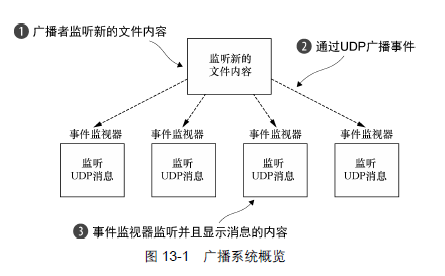 ❶ 广播者监听新的文件内容
监听新的
文件内容
❷ 通过UDP广播事件
事件监视器
事件监视器
事件监视器
事件监视器
监听
UDP消息
监听
UDP消息
监听
UDP消息
监听
UDP消息
❸ 事件监视器监听并且显示消息的内容
图 13-1 广播系统概览